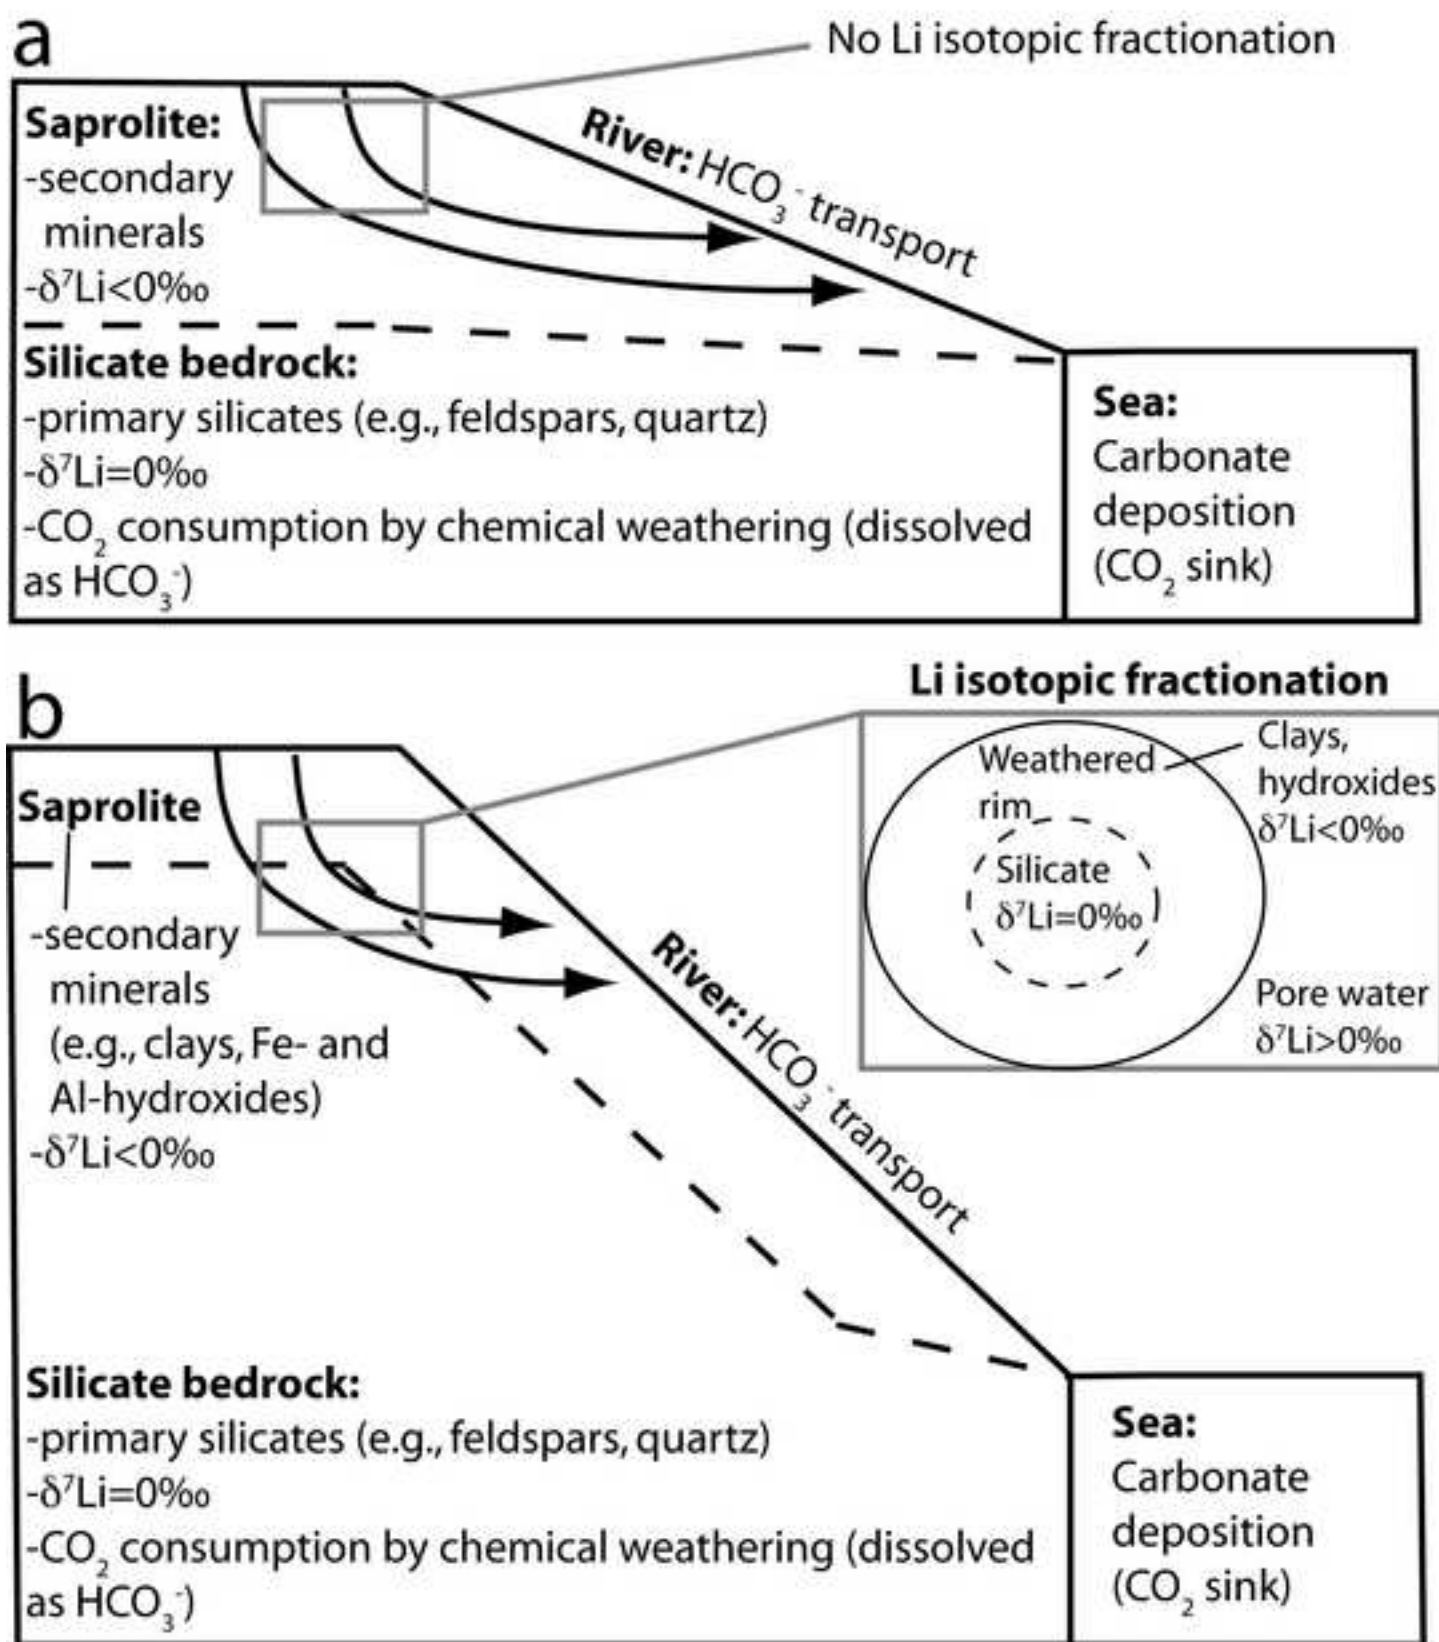 a
No Li isotopic fractionation
Saprolite:
-secondary
minerals
-δ⁷Li<0‰
River: HCO₃⁻ transport
Silicate bedrock:
-primary silicates (e.g., feldspars, quartz)
-δ⁷Li=0‰
-CO₂ consumption by chemical weathering (dissolved
as HCO₃⁻)
Sea:
Carbonate
deposition
(CO₂ sink)
b
Li isotopic fractionation
Weathered
rim
Clays,
hydroxides
δ⁷Li<0‰
Silicate
δ⁷Li=0‰
Pore water
δ⁷Li>0‰
Saprolite
-secondary
minerals
(e.g., clays, Fe- and
Al-hydroxides)
-δ⁷Li<0‰
River: HCO₃⁻ transport
Silicate bedrock:
-primary silicates (e.g., feldspars, quartz)
-δ⁷Li=0‰
-CO₂ consumption by chemical weathering (dissolved
as HCO₃⁻)
Sea:
Carbonate
deposition
(CO₂ sink)